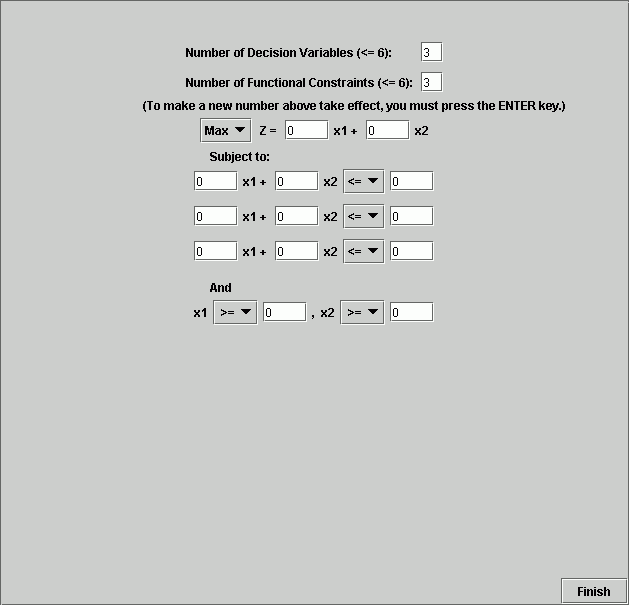 Number of Decision Variables (<= 6): 3
Number of Functional Constraints (<= 6): 3
(To make a new number above take effect, you must press the ENTER key.)
Max Z = 0 x1 + 0 x2
Subject to:
0 x1 + 0 x2 <= 0
0 x1 + 0 x2 <= 0
0 x1 + 0 x2 <= 0
And
x1 >= 0 , x2 >= 0
Finish